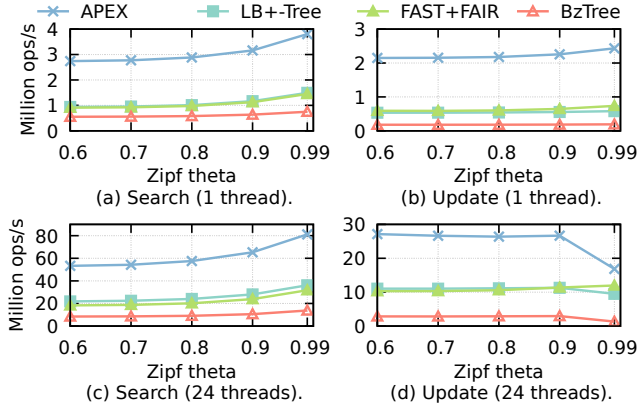 APEX LB+-Tree FAST+FAIR BzTree
Million ops/s
4
3
2
1
0
0.6 0.7 0.8 0.9 0.99
Zipf theta
(a) Search (1 thread).
3
2
1
0
0.6 0.7 0.8 0.9 0.99
Zipf theta
(b) Update (1 thread).
Million ops/s
80
60
40
20
0
0.6 0.7 0.8 0.9 0.99
Zipf theta
(c) Search (24 threads).
30
20
10
0
0.6 0.7 0.8 0.9 0.99
Zipf theta
(d) Update (24 threads).